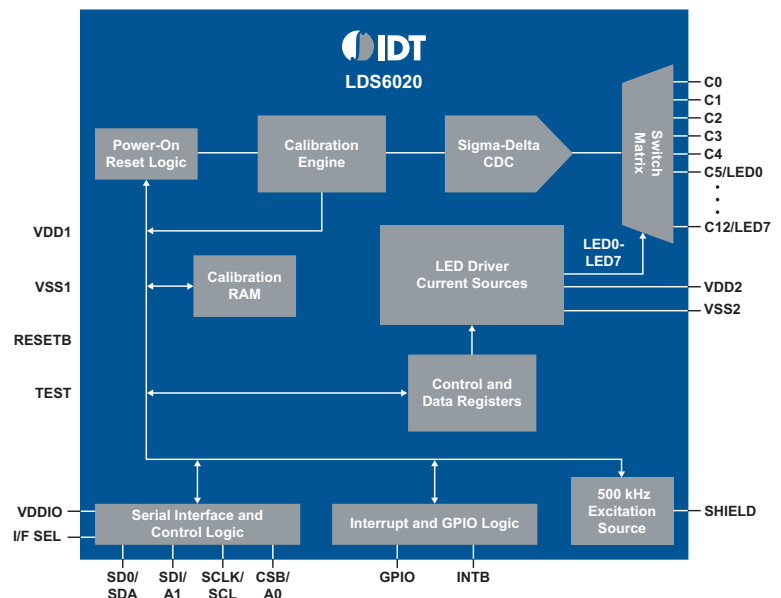 IDT
LDS6020
Power-On
Reset Logic
Calibration
Engine
Sigma-Delta
CDC
Switch
Matrix
C0
C1
C2
C3
C4
C5/LED0
C12/LED7
VDD1
VSS1
RESETB
TEST
Calibration
RAM
LED Driver
Current Sources
LED0-
LED7
VDD2
VSS2
Control and
Data Registers
VDDIO
I/F SEL
Serial Interface and
Control Logic
Interrupt and GPIO Logic
500 kHz
Excitation
Source
SHIELD
SD0/
SDA
SDI/
A1
SCLK/
SCL
CSB/
A0
GPIO
INTB